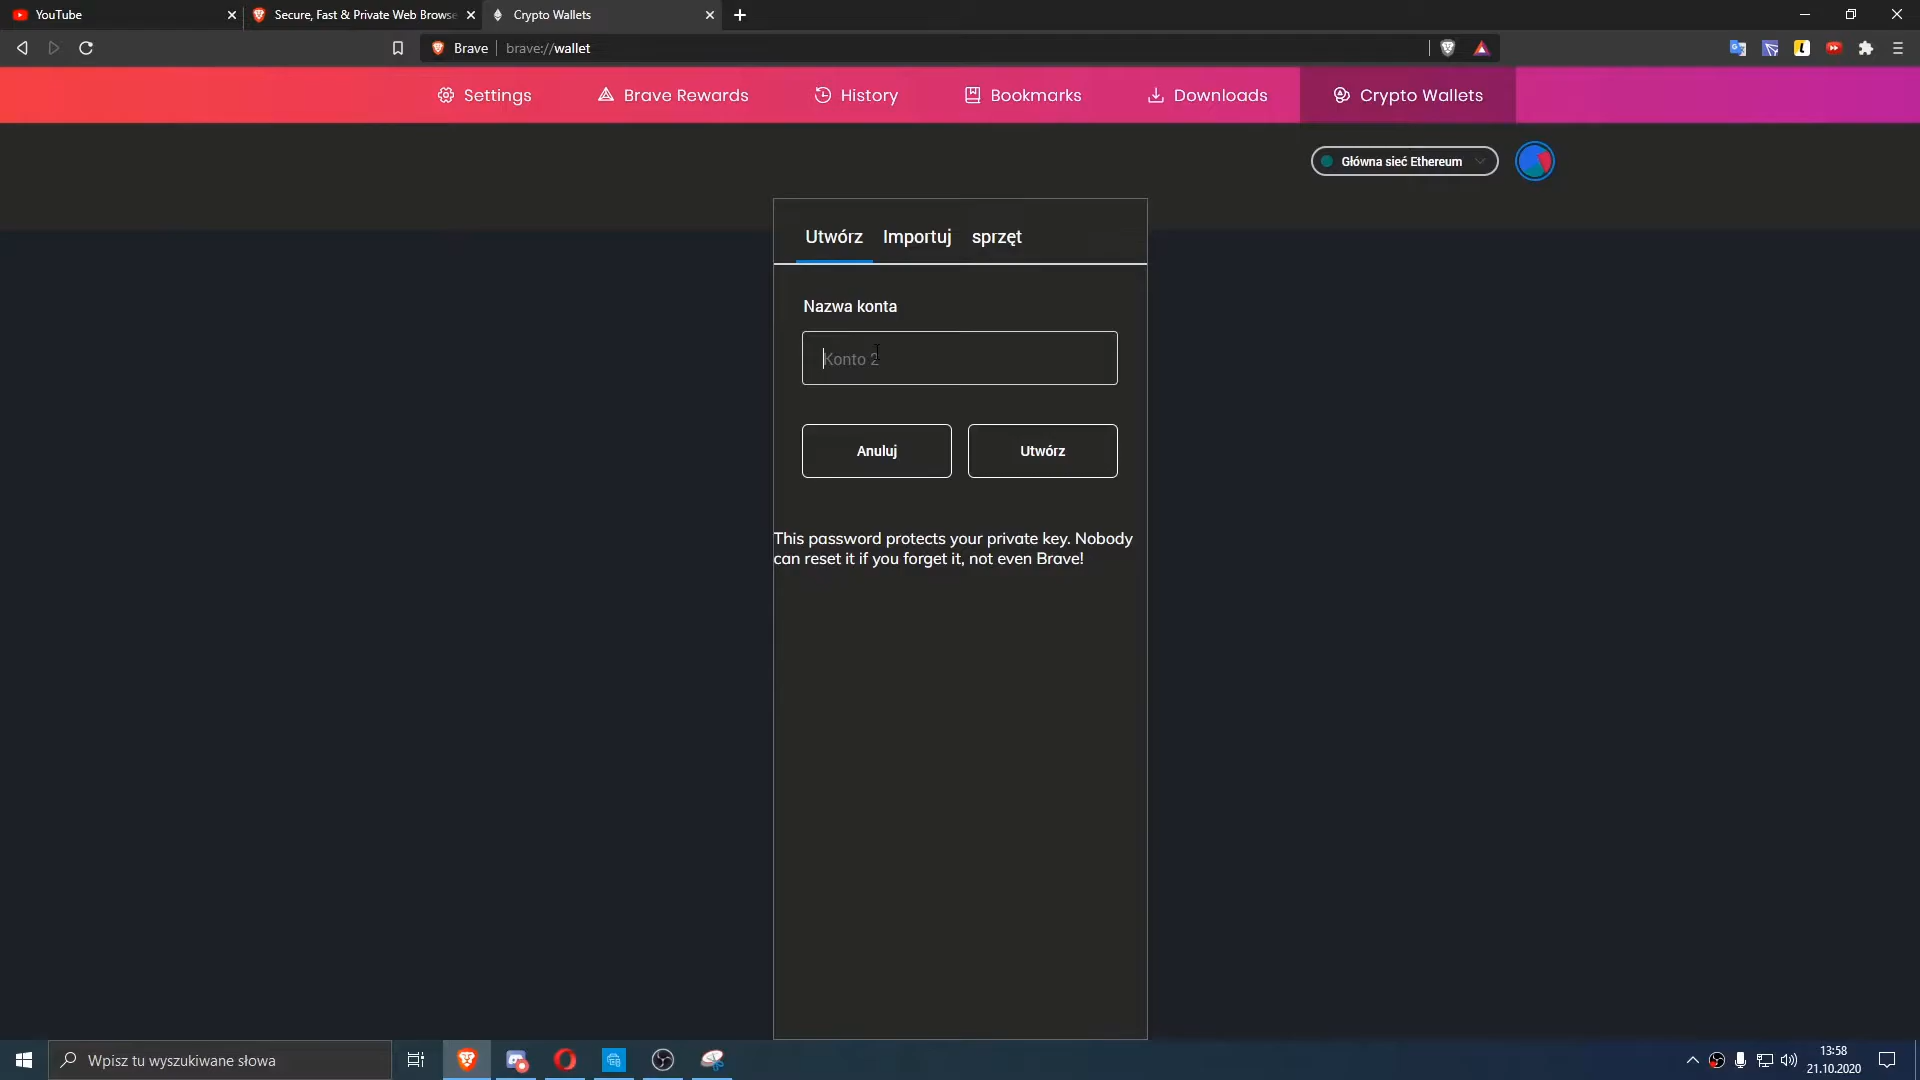 YouTube
Secure, Fast & Private Web Browse
Crypto Wallets
Brave
brave://wallet
Settings
Brave Rewards
History
Bookmarks
Downloads
Crypto Wallets
Główna sieć Ethereum
Utwórz
Importuj
sprzęt
Nazwa konta
Konto 2
Anuluj
Utwórz
This password protects your private key. Nobody
can reset it if you forget it, not even Brave!
Wpisz tu wyszukiwane słowa
13:58
21.10.2020